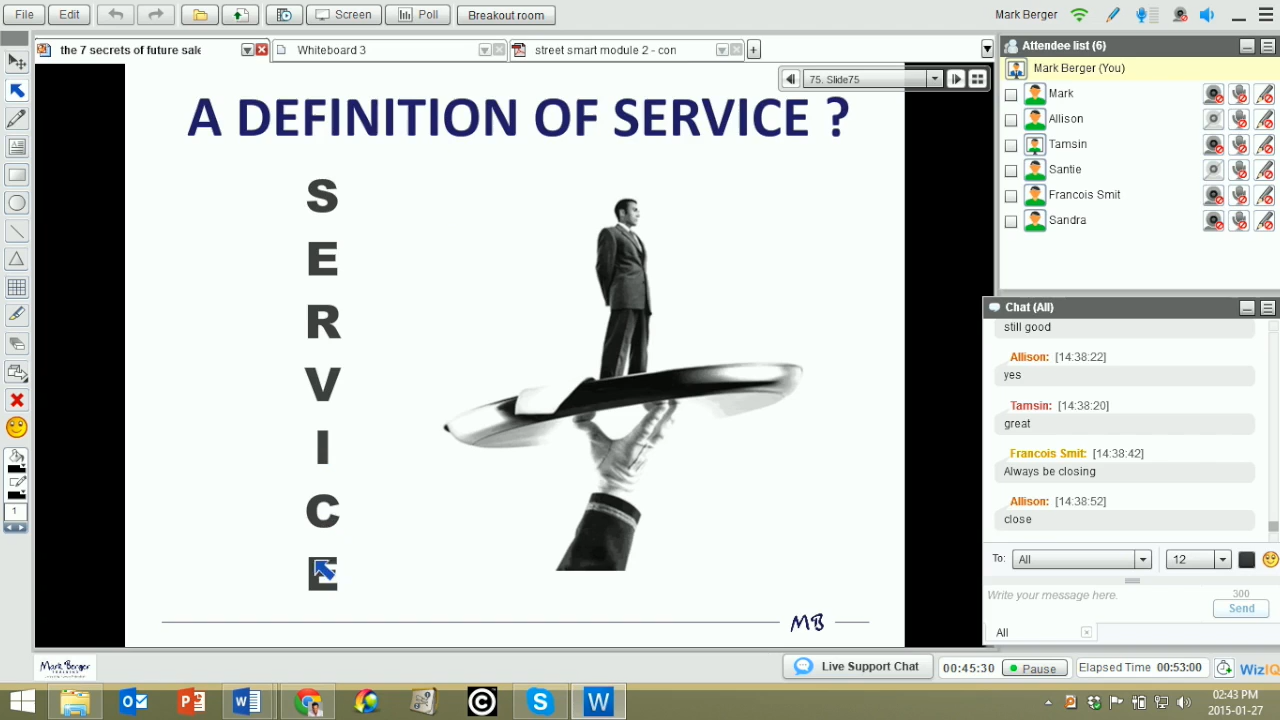 File
Edit
Screen
Poll
Breakout room
Mark Berger
the 7 secrets of future sale
Whiteboard 3
street smart module 2 - con
75. Slide75
A DEFINITION OF SERVICE ?
S
E
R
V
I
C
E
MB
Attendee list (6)
Mark Berger (You)
Mark
Allison
Tamsin
Santie
Francois Smit
Sandra
Chat (All)
still good
Allison: [14:38:22]
yes
Tamsin: [14:38:20]
great
Francois Smit: [14:38:42]
Always be closing
Allison: [14:38:52]
close
To: All 12
Write your message here. 300
Send
All
1
Mark Berger
Live Support Chat
00:45:30 Pause Elapsed Time 00:53:00 WizIQ
02:43 PM
2015-01-27